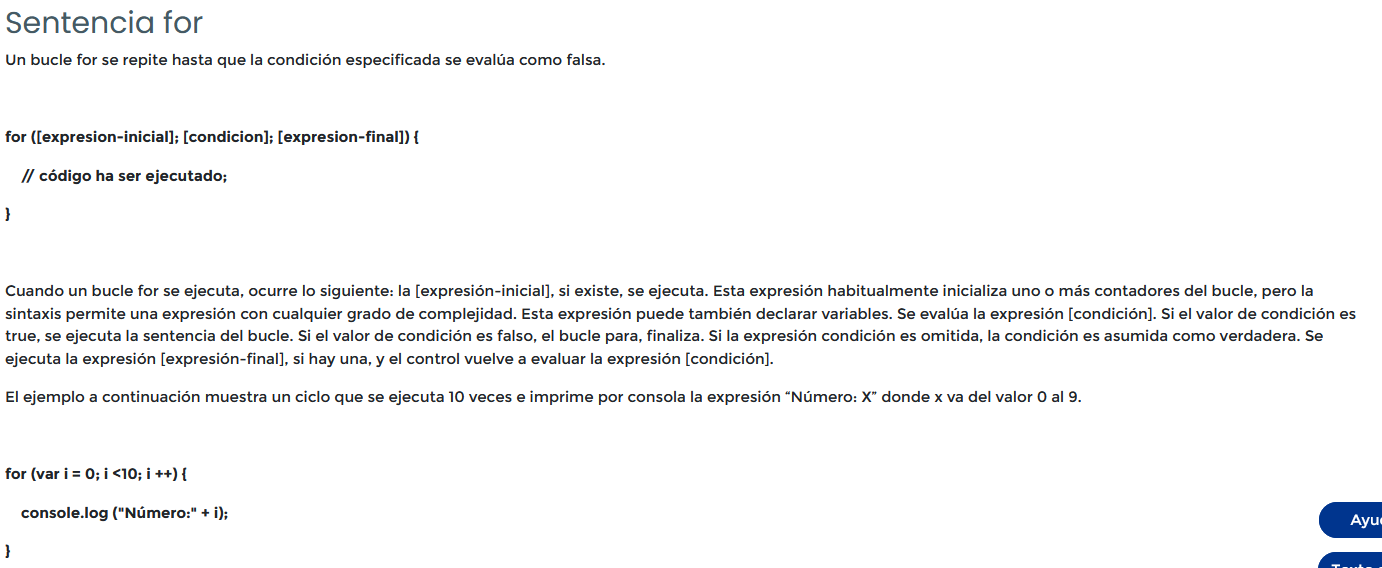 Sentencia for
Un bucle for se repite hasta que la condición especificada se evalúa como falsa.
for ([expresion-inicial]; [condicion]; [expresion-final]) {
// código ha ser ejecutado;
}
Cuando un bucle for se ejecuta, ocurre lo siguiente: la [expresión-inicial], si existe, se ejecuta. Esta expresión habitualmente inicializa uno o más contadores del bucle, pero la
sintaxis permite una expresión con cualquier grado de complejidad. Esta expresión puede también declarar variables. Se evalúa la expresión [condición]. Si el valor de condición es
true, se ejecuta la sentencia del bucle. Si el valor de condición es falso, el bucle para, finaliza. Si la expresión condición es omitida, la condición es asumida como verdadera. Se
ejecuta la expresión [expresión-final], si hay una, y el control vuelve a evaluar la expresión [condición].
El ejemplo a continuación muestra un ciclo que se ejecuta 10 veces e imprime por consola la expresión “Número: X” donde x va del valor 0 al 9.
for (var i = 0; i <10; i ++) {
console.log ("Número:" + i);
}